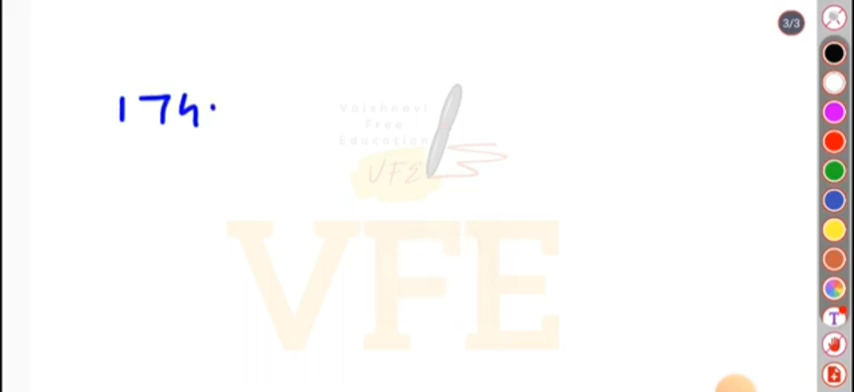 3/3
174.
Vaishnavi
Free
Education
VFE
VFE
T